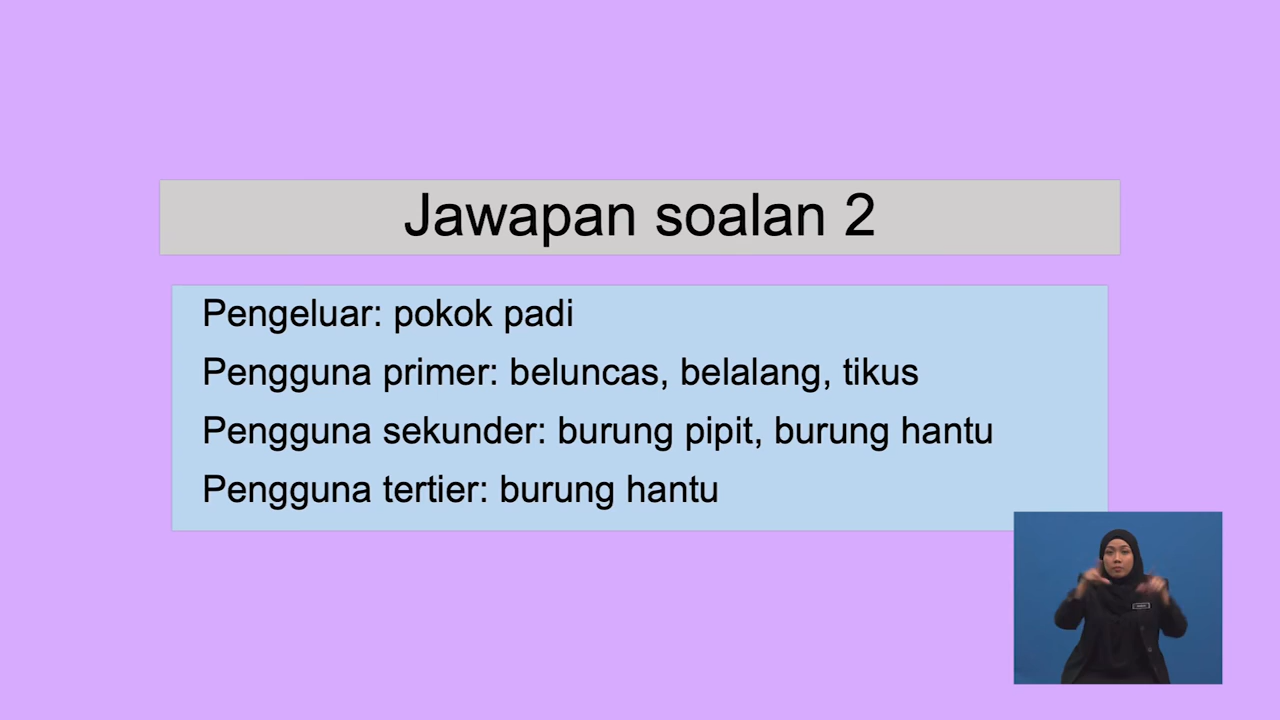 Jawapan soalan 2
Pengeluar: pokok padi
Pengguna primer: beluncas, belalang, tikus
Pengguna sekunder: burung pipit, burung hantu
Pengguna tertier: burung hantu